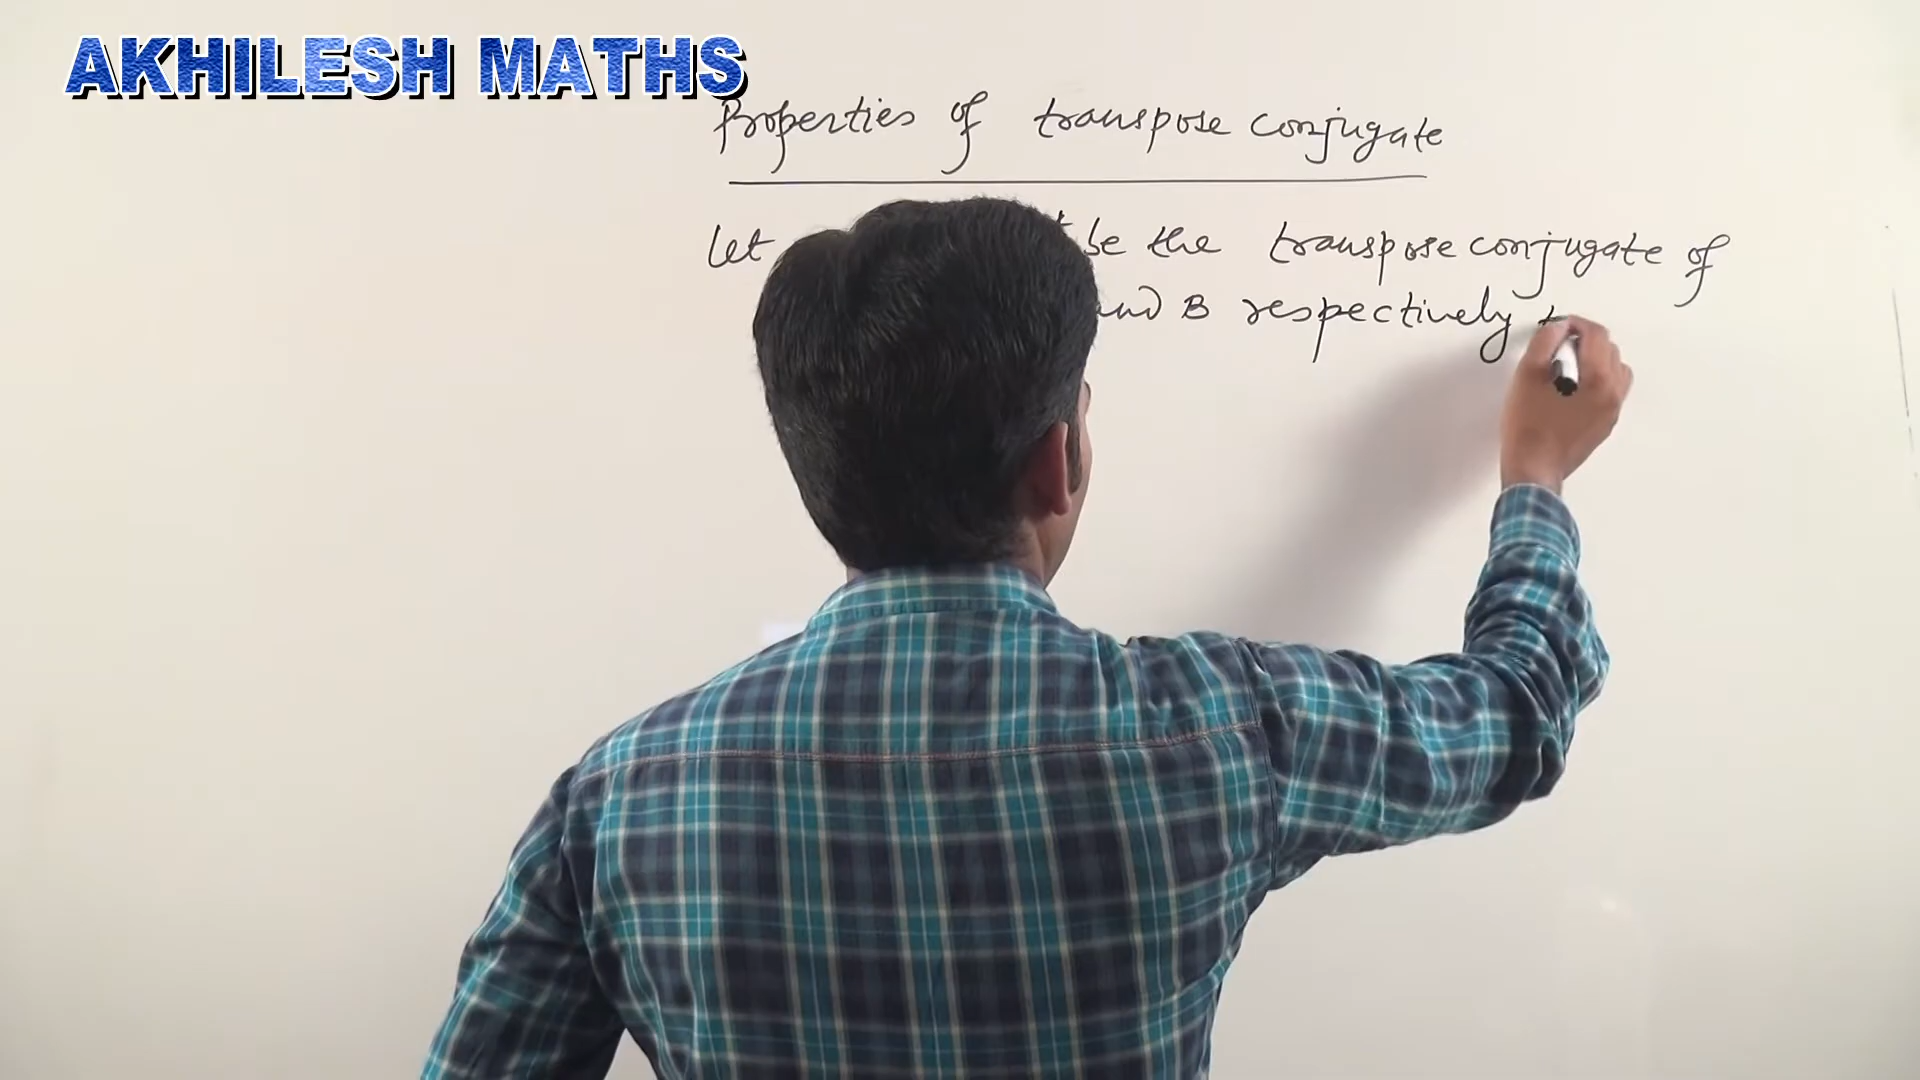 AKHILESH MATHS
Properties of transpose conjugate
Let be the transpose conjugate of
and B respectively